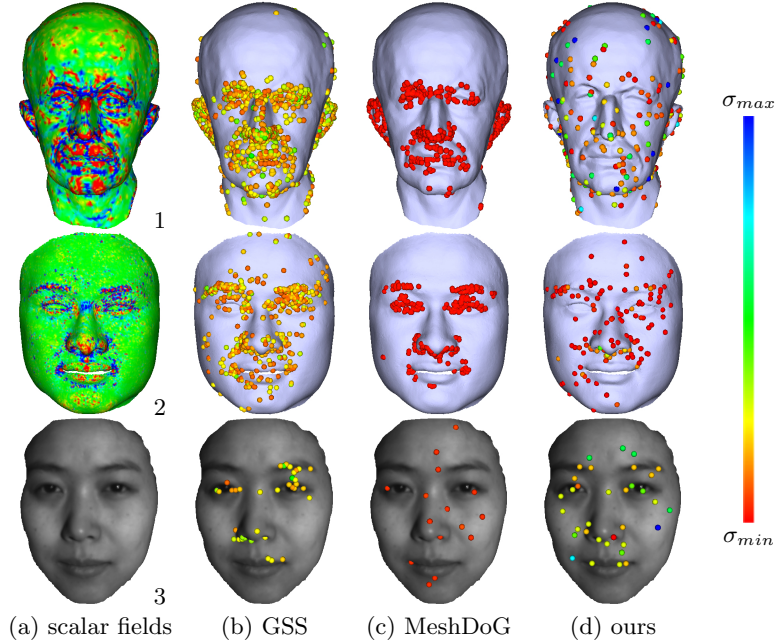 σmax
1
2
σmin
3
(a) scalar fields (b) GSS (c) MeshDoG (d) ours